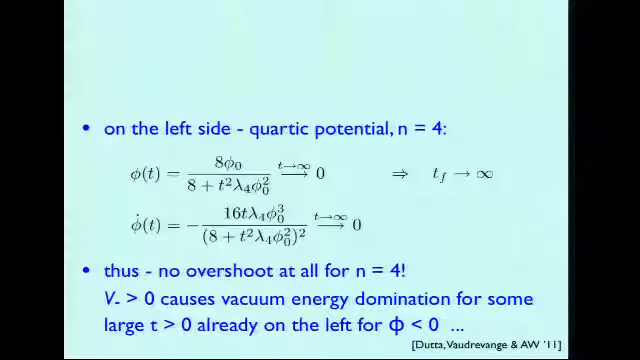 • on the left side - quartic potential, n = 4:
ϕ(t) = 8ϕ₀ / (8 + t²λ₄ϕ₀²) —t→∞→ 0 ⇒ t_f → ∞
ϕ̇(t) = − 16tλ₄ϕ₀³ / (8 + t²λ₄ϕ₀²)² —t→∞→ 0
• thus - no overshoot at all for n = 4!
V₋ > 0 causes vacuum energy domination for some
large t > 0 already on the left for ϕ < 0 ...
[Dutta, Vaudrevange & AW '11]